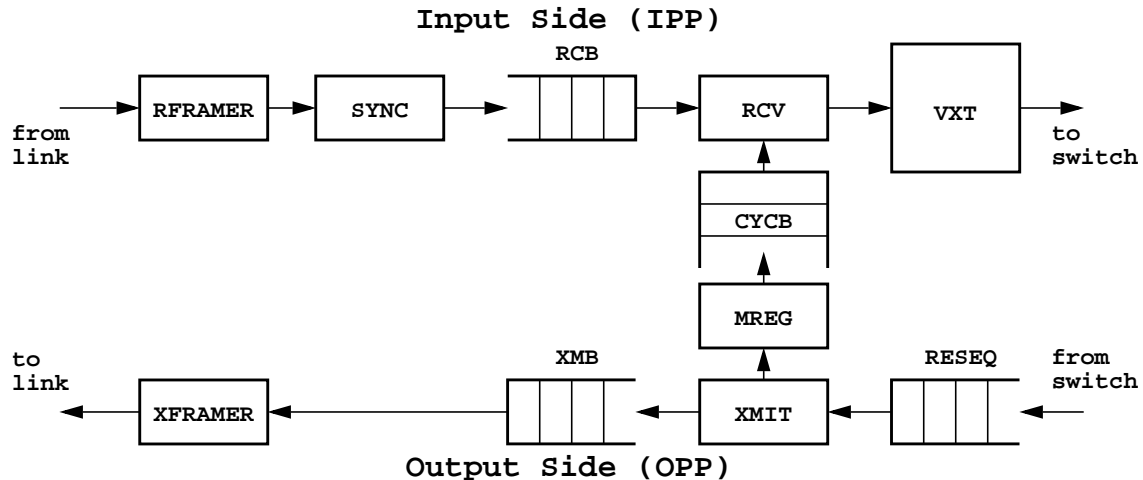 Input Side (IPP)
RCB
RFRAMER
SYNC
RCV
VXT
from
link
to
switch
CYCB
MREG
to
link
XMB
RESEQ
from
switch
XFRAMER
XMIT
Output Side (OPP)